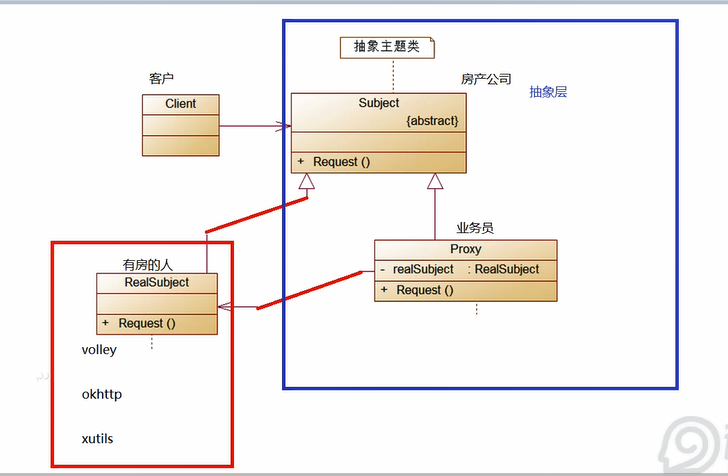 抽象主题类
客户
房产公司
抽象层
Client
Subject
{abstract}
+ Request ()
业务员
有房的人
Proxy
- realSubject : RealSubject
+ Request ()
RealSubject
+ Request ()
volley
okhttp
xutils